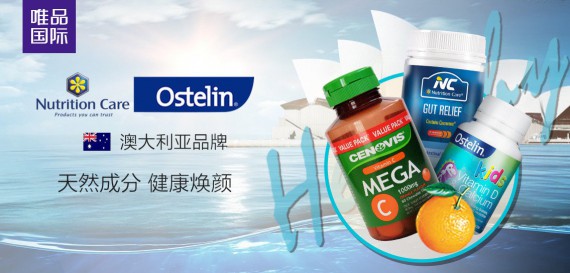 唯品
国际
Nutrition Care®
Products you can trust
Ostelin®
澳大利亚品牌
天然成分 健康焕颜
VALUE PACK
VALUE PACK
CENOVIS
MEGA
C
1000mg
NC
Nutrition Care
GUT RELIEF
Ostelin
kids
Vitamin D